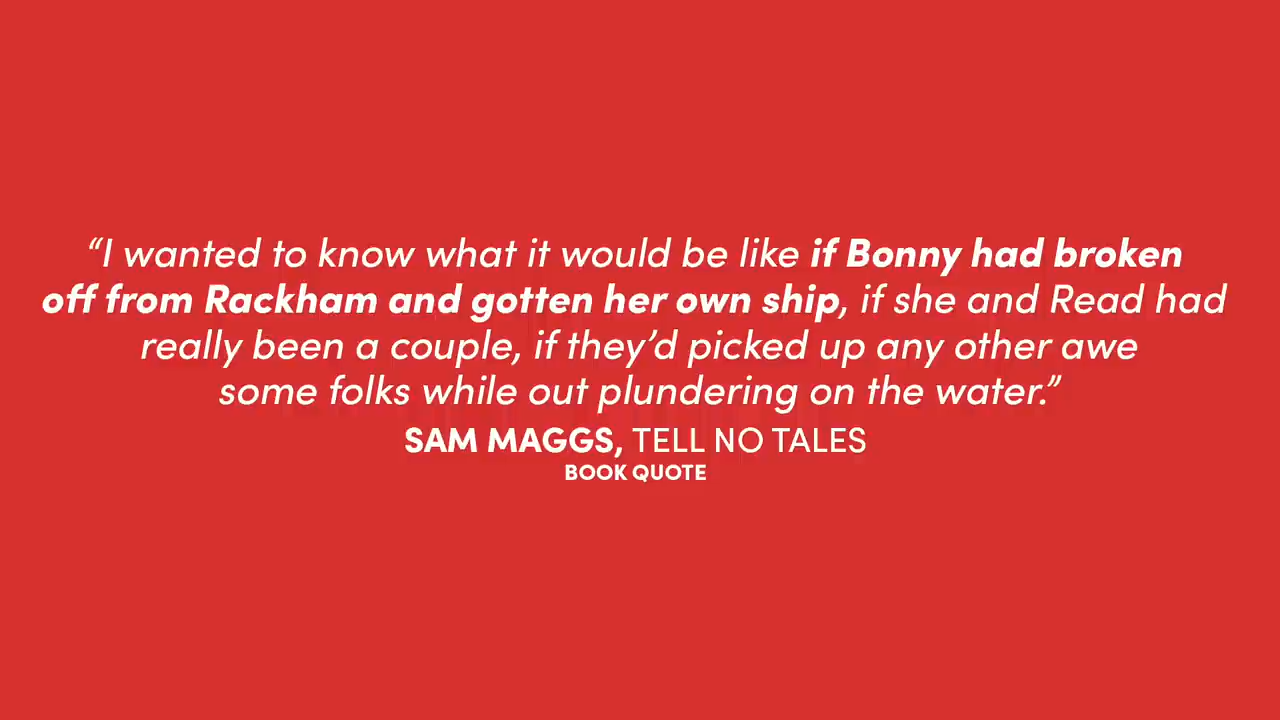 “I wanted to know what it would be like if Bonny had broken
off from Rackham and gotten her own ship, if she and Read had
really been a couple, if they’d picked up any other awe
some folks while out plundering on the water.”
SAM MAGGS, TELL NO TALES
BOOK QUOTE